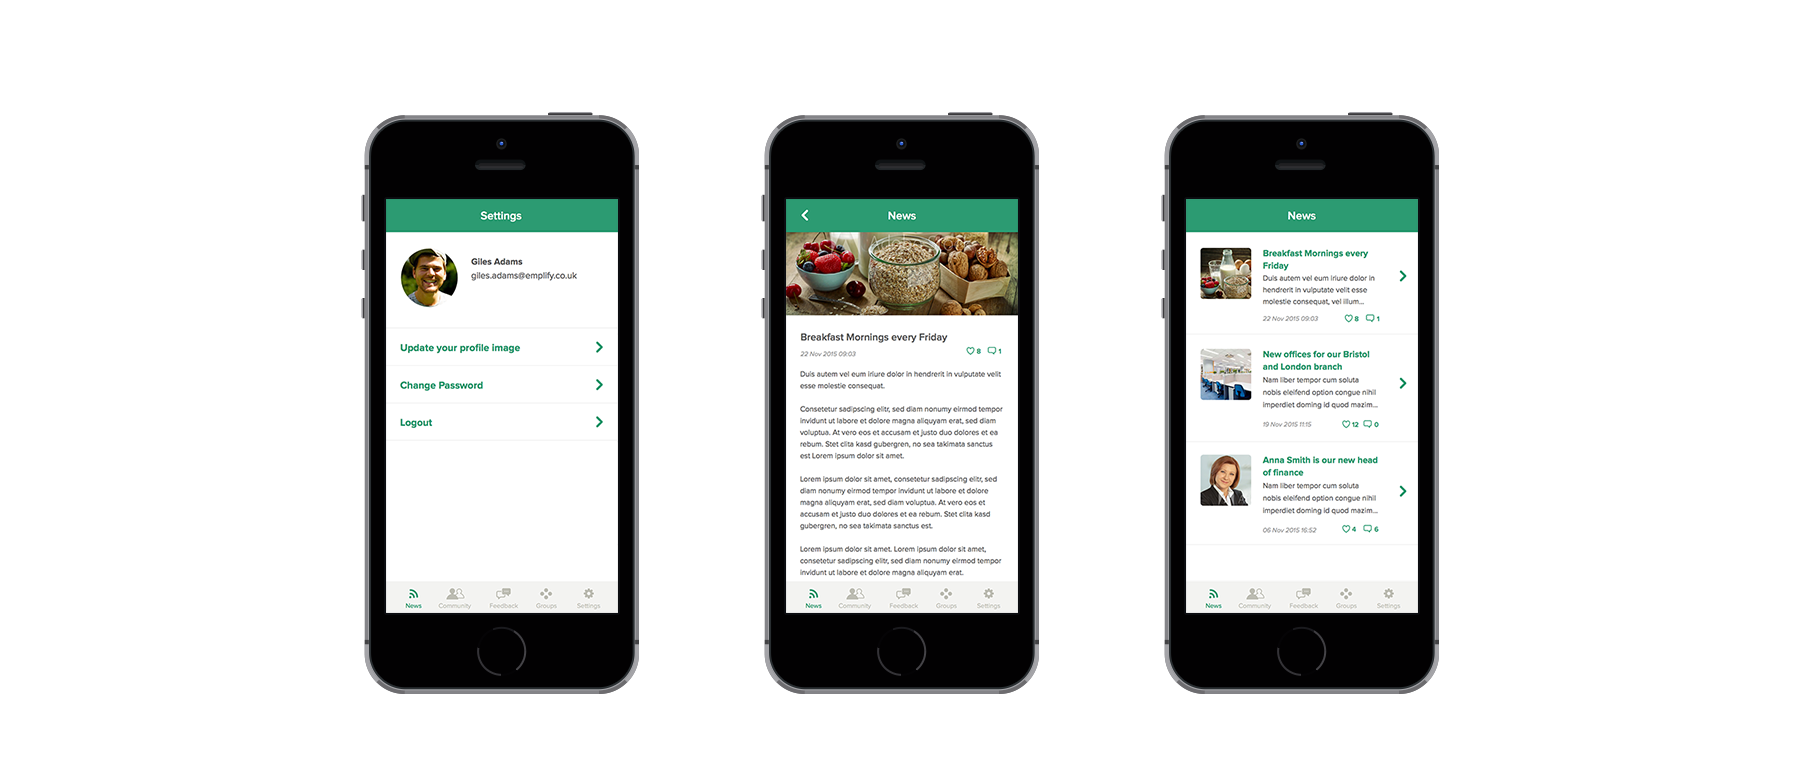 Settings
Giles Adams
giles.adams@emplify.co.uk
Update your profile image
Change Password
Logout
News
Community
Feedback
Groups
Settings
News
Breakfast Mornings every Friday
22 Nov 2015 09:03
8
1
Duis autem vel eum iriure dolor in hendrerit in vulputate velit
esse molestie consequat.
Consetetur sadipscing elitr, sed diam nonumy eirmod tempor
invidunt ut labore et dolore magna aliquyam erat, sed diam
voluptua. At vero eos et accusam et justo duo dolores et ea
rebum. Stet clita kasd gubergren, no sea takimata sanctus
est Lorem ipsum dolor sit amet.
Lorem ipsum dolor sit amet, consetetur sadipscing elitr, sed
diam nonumy eirmod tempor invidunt ut labore et dolore
magna aliquyam erat, sed diam voluptua. At vero eos et
accusam et justo duo dolores et ea rebum. Stet clita kasd
gubergren, no sea takimata sanctus est.
Lorem ipsum dolor sit amet. Lorem ipsum dolor sit amet,
consetetur sadipscing elitr, sed diam nonumy eirmod tempor
invidunt ut labore et dolore magna aliquyam erat.
News
Community
Feedback
Groups
Settings
News
Breakfast Mornings every
Friday
Duis autem vel eum iriure dolor in
hendrerit in vulputate velit esse
molestie consequat, vel illum...
22 Nov 2015 09:03
8
1
New offices for our Bristol
and London branch
Nam liber tempor cum soluta
nobis eleifend option congue nihil
imperdiet doming id quod mazim...
19 Nov 2015 11:15
12
0
Anna Smith is our new head
of finance
Nam liber tempor cum soluta
nobis eleifend option congue nihil
imperdiet doming id quod mazim...
06 Nov 2015 16:52
4
6
News
Community
Feedback
Groups
Settings